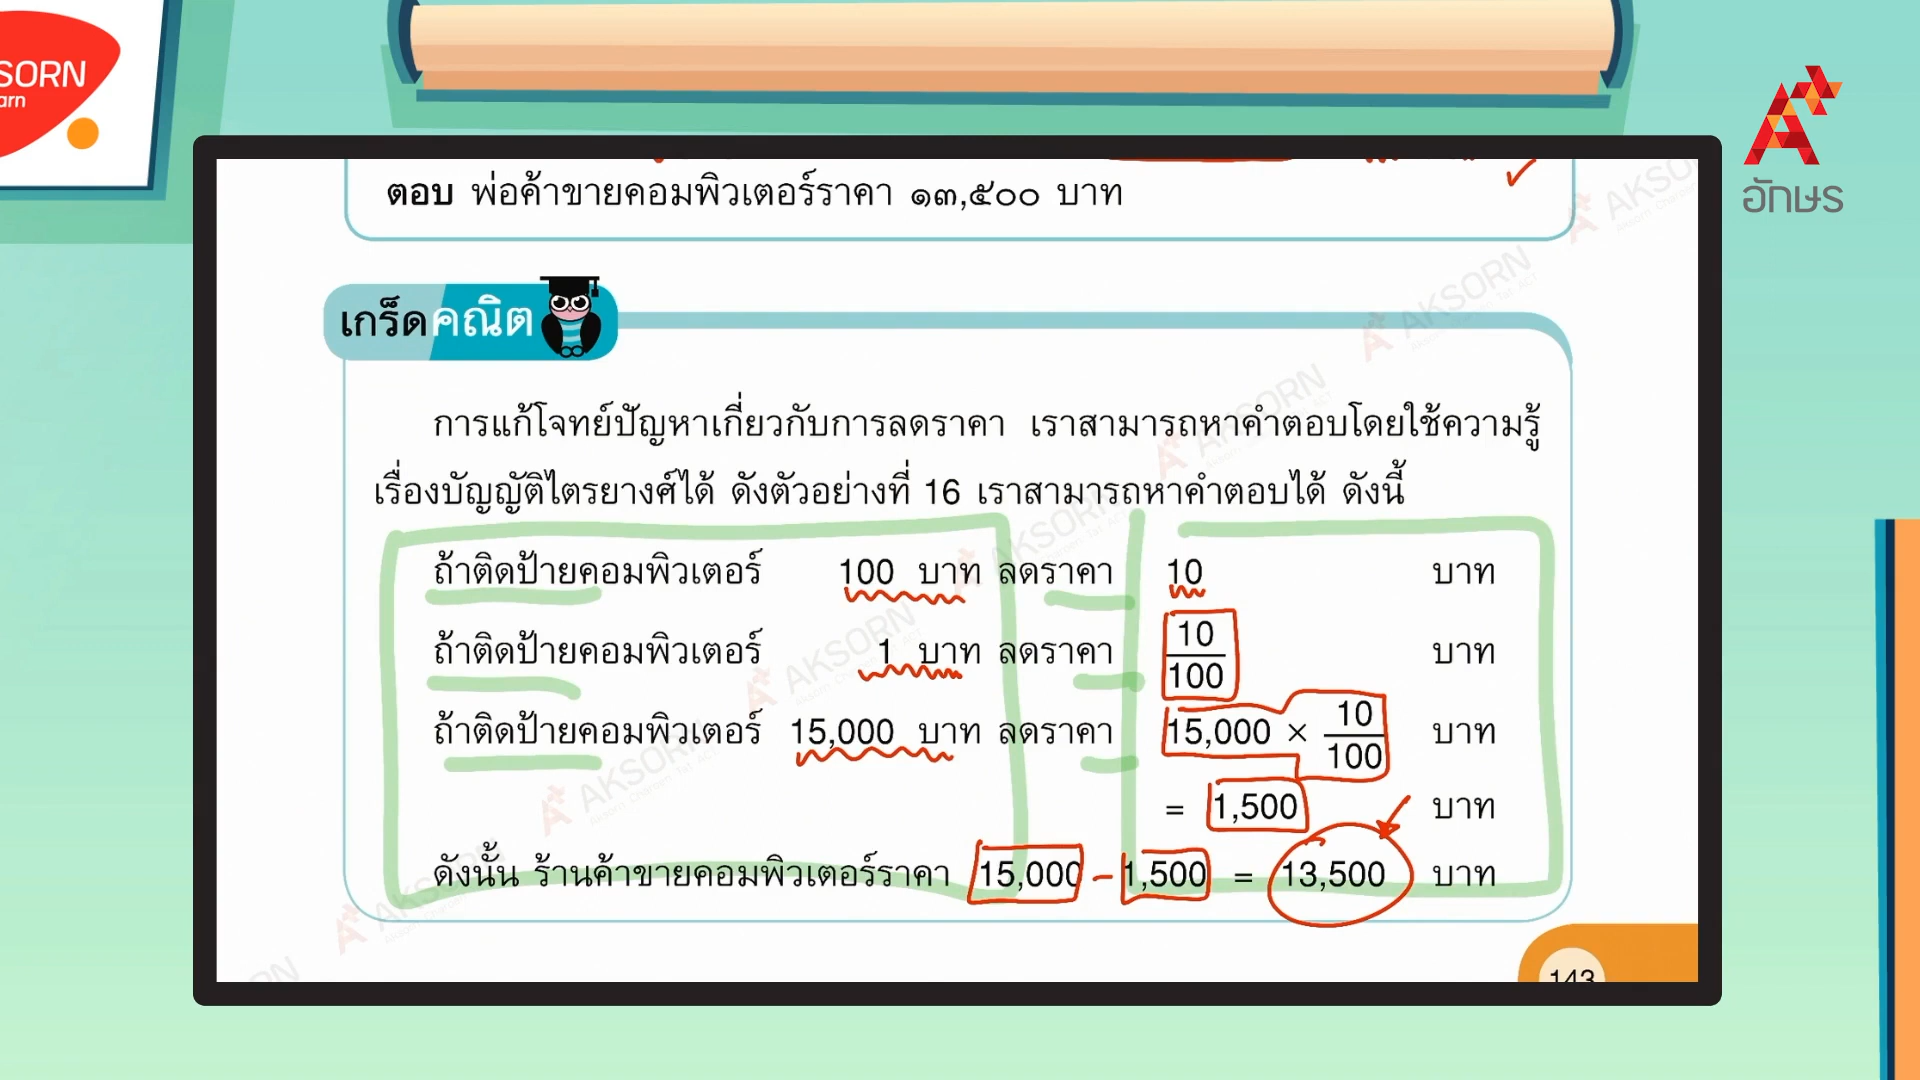 SORN
arn
อักษร
ตอบ พ่อค้าขายคอมพิวเตอร์ราคา ๑๓,๕๐๐ บาท
เกร็ดคณิต
การแก้โจทย์ปัญหาเกี่ยวกับการลดราคา เราสามารถหาคำตอบโดยใช้ความรู้
เรื่องบัญญัติไตรยางศ์ได้ ดังตัวอย่างที่ 16 เราสามารถหาคำตอบได้ ดังนี้
ถ้าติดป้ายคอมพิวเตอร์ 100 บาท ลดราคา 10 บาท
ถ้าติดป้ายคอมพิวเตอร์ 1 บาท ลดราคา 10/100 บาท
ถ้าติดป้ายคอมพิวเตอร์ 15,000 บาท ลดราคา 15,000 × 10/100 บาท
= 1,500 บาท
ดังนั้น ร้านค้าขายคอมพิวเตอร์ราคา 15,000 – 1,500 = 13,500 บาท
143